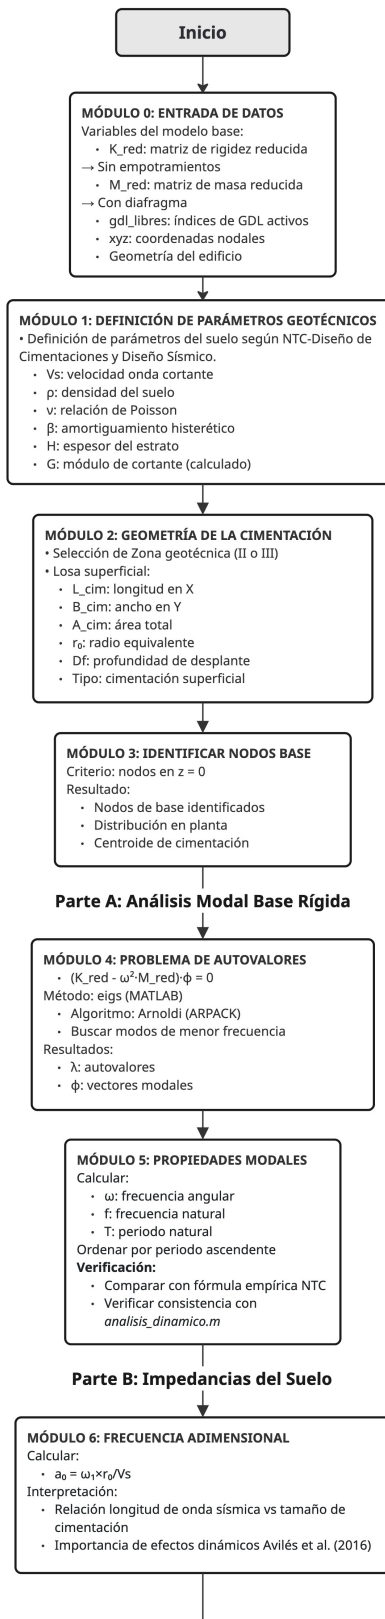 Inicio
MÓDULO 0: ENTRADA DE DATOS
Variables del modelo base:
• K_red: matriz de rigidez reducida
→ Sin empotramientos
• M_red: matriz de masa reducida
→ Con diafragma
• gdl_libres: índices de GDL activos
• xyz: coordenadas nodales
• Geometría del edificio
MÓDULO 1: DEFINICIÓN DE PARÁMETROS GEOTÉCNICOS
• Definición de parámetros del suelo según NTC-Diseño de
Cimentaciones y Diseño Sísmico.
• Vs: velocidad onda cortante
• ρ: densidad del suelo
• ν: relación de Poisson
• β: amortiguamiento histerético
• H: espesor del estrato
• G: módulo de cortante (calculado)
MÓDULO 2: GEOMETRÍA DE LA CIMENTACIÓN
• Selección de Zona geotécnica (II o III)
• Losa superficial:
• L_cim: longitud en X
• B_cim: ancho en Y
• A_cim: área total
• r₀: radio equivalente
• Df: profundidad de desplante
• Tipo: cimentación superficial
MÓDULO 3: IDENTIFICAR NODOS BASE
Criterio: nodos en z = 0
Resultado:
• Nodos de base identificados
• Distribución en planta
• Centroide de cimentación
Parte A: Análisis Modal Base Rígida
MÓDULO 4: PROBLEMA DE AUTOVALORES
• (K_red - ω²·M_red)·ϕ = 0
Método: eigs (MATLAB)
• Algoritmo: Arnoldi (ARPACK)
• Buscar modos de menor frecuencia
Resultados:
• λ: autovalores
• ϕ: vectores modales
MÓDULO 5: PROPIEDADES MODALES
Calcular:
• ω: frecuencia angular
• f: frecuencia natural
• T: periodo natural
Ordenar por periodo ascendente
Verificación:
• Comparar con fórmula empírica NTC
• Verificar consistencia con
analisis_dinamico.m
Parte B: Impedancias del Suelo
MÓDULO 6: FRECUENCIA ADIMENSIONAL
Calcular:
• a₀ = ω₁×r₀/Vs
Interpretación:
• Relación longitud de onda sísmica vs tamaño de
cimentación
• Importancia de efectos dinámicos Avilés et al. (2016)